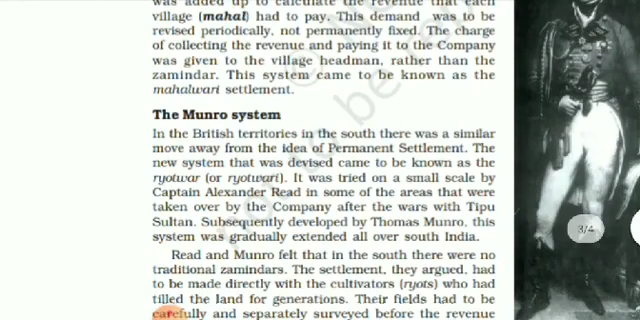 was added up to calculate the revenue that each
village (mahal) had to pay. This demand was to be
revised periodically, not permanently fixed. The charge
of collecting the revenue and paying it to the Company
was given to the village headman, rather than the
zamindar. This system came to be known as the
mahalwari settlement.
The Munro system
In the British territories in the south there was a similar
move away from the idea of Permanent Settlement. The
new system that was devised came to be known as the
ryotwar (or ryotwari). It was tried on a small scale by
Captain Alexander Read in some of the areas that were
taken over by the Company after the wars with Tipu
Sultan. Subsequently developed by Thomas Munro, this
system was gradually extended all over south India.
Read and Munro felt that in the south there were no
traditional zamindars. The settlement, they argued, had
to be made directly with the cultivators (ryots) who had
tilled the land for generations. Their fields had to be
carefully and separately surveyed before the revenue
3/4